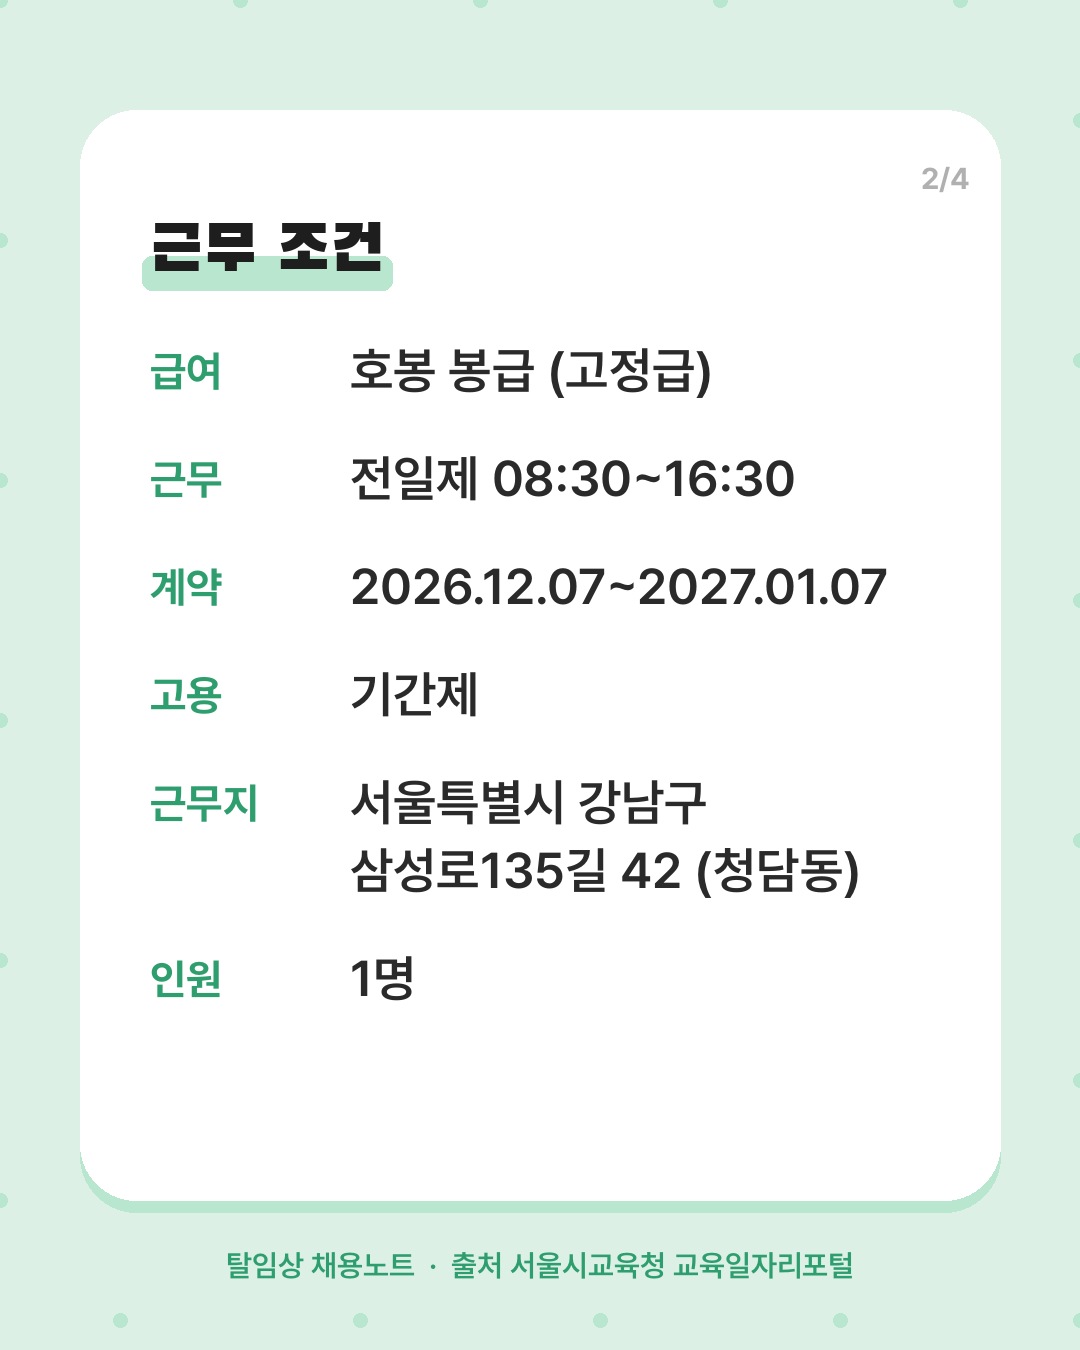 2/4
근무 조건
급여 호봉 봉급 (고정급)
근무 전일제 08:30~16:30
계약 2026.12.07~2027.01.07
고용 기간제
근무지 서울특별시 강남구
삼성로135길 42 (청담동)
인원 1명
탈임상 채용노트 · 출처 서울시교육청 교육일자리포털